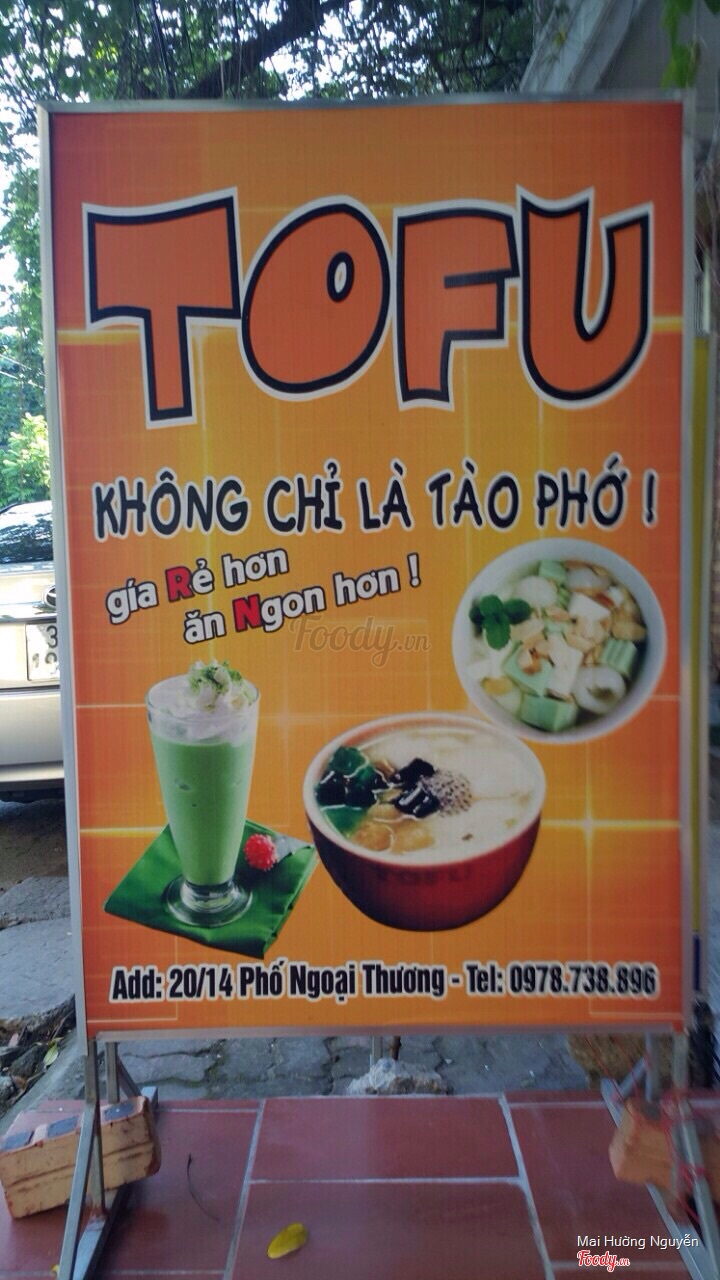 TOFU
KHÔNG CHỈ LÀ TÀO PHỚ !
gía Rẻ hơn
ăn Ngon hơn !
Foody.vn
TOFU
Add: 20/14 Phố Ngoại Thương - Tel: 0978.738.896
Mai Hường Nguyễn
Foody.vn